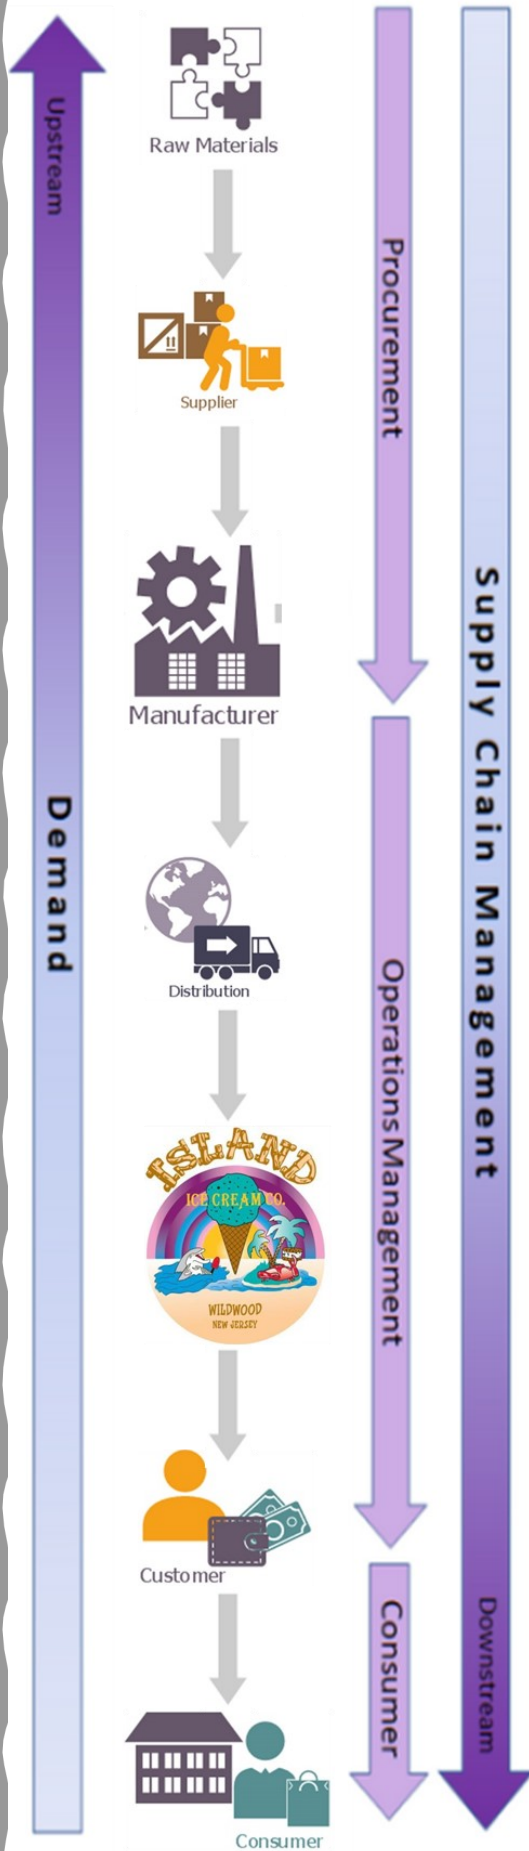 Upstream
Demand
Raw Materials
Supplier
Manufacturer
Distribution
ISLAND
ICE CREAM CO.
WILDWOOD
NEW JERSEY
Customer
Consumer
Procurement
Operations Management
Consumer
Supply Chain Management
Downstream